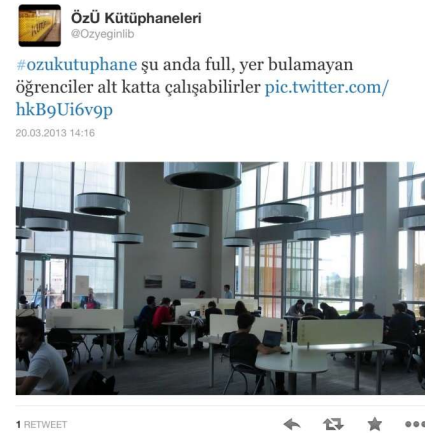 ÖzÜ Kütüphaneleri
@Ozyeginlib
#ozukutuphane şu anda full, yer bulamayan
öğrenciler alt katta çalışabilirler pic.twitter.com/
hkB9Ui6v9p
20.03.2013 14:16
1 RETWEET